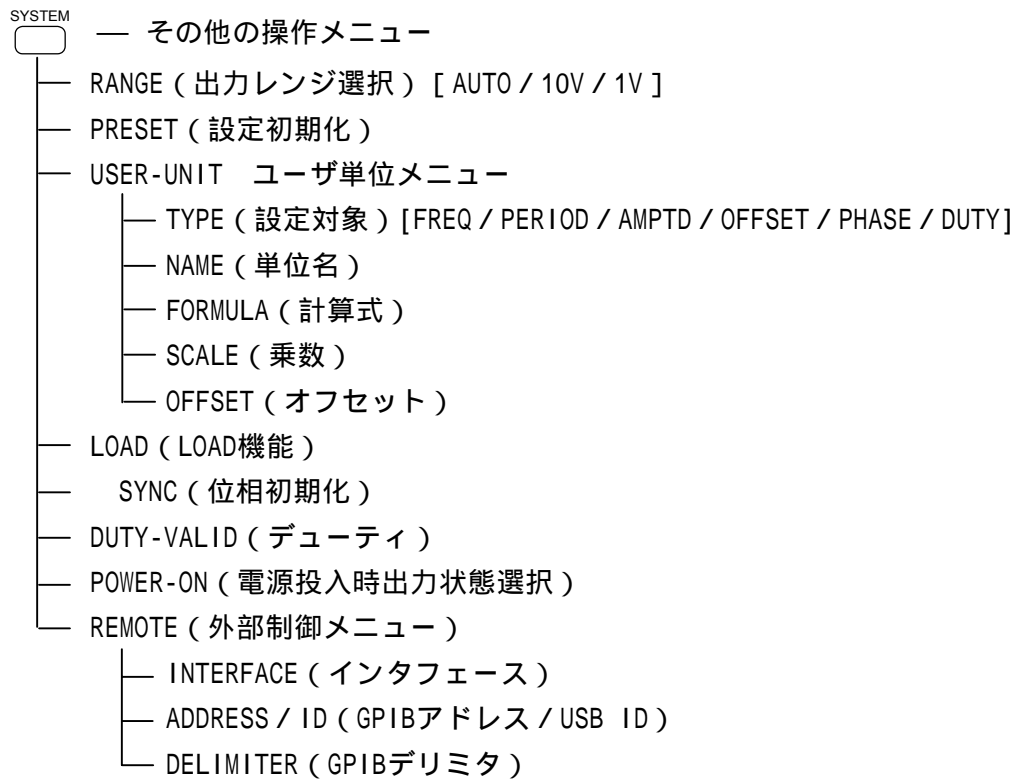 SYSTEM
— その他の操作メニュー
RANGE（出力レンジ選択）[ AUTO／10V／1V ]
PRESET（設定初期化）
USER-UNIT　ユーザ単位メニュー
TYPE（設定対象）[FREQ／PERIOD／AMPTD／OFFSET／PHASE／DUTY]
NAME（単位名）
FORMULA（計算式）
SCALE（乗数）
OFFSET（オフセット）
LOAD（LOAD機能）
SYNC（位相初期化）
DUTY-VALID（デューティ）
POWER-ON（電源投入時出力状態選択）
REMOTE（外部制御メニュー）
INTERFACE（インタフェース）
ADDRESS／ID（GPIBアドレス／USB ID）
DELIMITER（GPIBデリミタ）